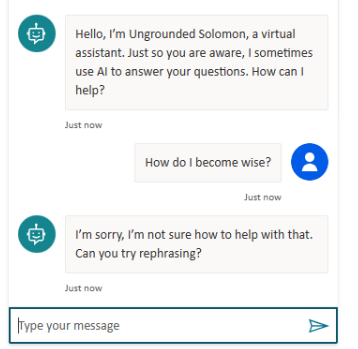 Hello, I'm Ungrounded Solomon, a virtual
assistant. Just so you are aware, I sometimes
use AI to answer your questions. How can I
help?
Just now
How do I become wise?
Just now
I'm sorry, I'm not sure how to help with that.
Can you try rephrasing?
Just now
Type your message